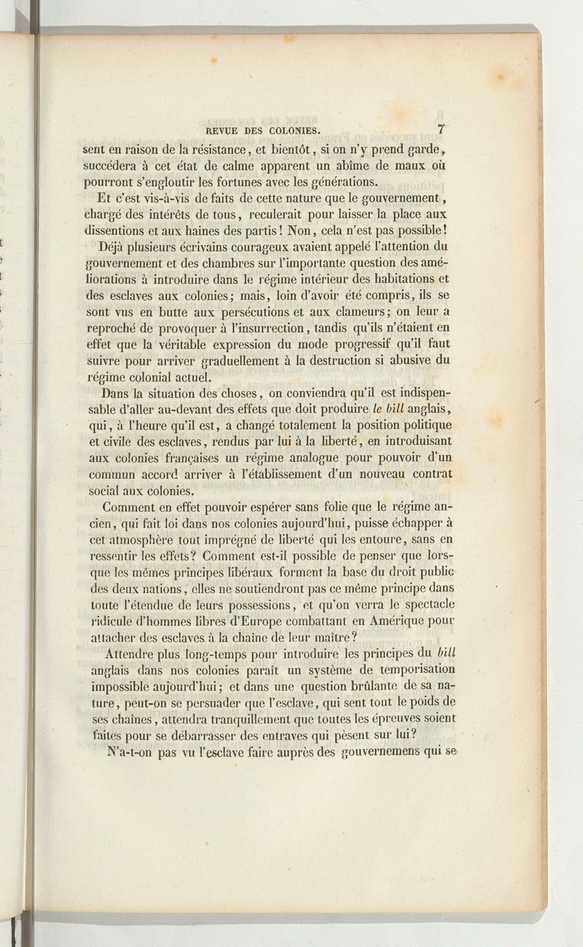 REVUE DES COLONIES. 7
sent en raison de la résistance, et bientôt, si on n'y prend garde,
succédera à cet état de calme apparent un abîme de maux où
pourront s'engloutir les fortunes avec les générations.
Et c'est vis-à-vis de faits de cette nature que le gouvernement,
chargé des intérêts de tous, reculerait pour laisser la place aux
dissentions et aux haines des partis! Non, cela n'est pas possible!
Déjà plusieurs écrivains courageux avaient appelé l'attention du
gouvernement et des chambres sur l'importante question des amé-
liorations à introduire dans le régime intérieur des habitations et
des esclaves aux colonies; mais, loin d'avoir été compris, ils se
sont vus en butte aux persécutions et aux clameurs; on leur a
reproché de provoquer à l'insurrection, tandis qu'ils n'étaient en
effet que la véritable expression du mode progressif qu'il faut
suivre pour arriver graduellement à la destruction si abusive du
régime colonial actuel.
Dans la situation des choses, on conviendra qu'il est indispen-
sable d'aller au-devant des effets que doit produire le bill anglais,
qui, à l'heure qu'il est, a changé totalement la position politique
et civile des esclaves, rendus par lui à la liberté, en introduisant
aux colonies françaises un régime analogue pour pouvoir d'un
commun accord arriver à l'établissement d'un nouveau contrat
social aux colonies.
Comment en effet pouvoir espérer sans folie que le régime an-
cien, qui fait loi dans nos colonies aujourd'hui, puisse échapper à
cet atmosphère tout imprégné de liberté qui les entoure, sans en
ressentir les effets? Comment est-il possible de penser que lors-
que les mêmes principes libéraux forment la base du droit public
des deux nations, elles ne soutiendront pas ce même principe dans
toute l'étendue de leurs possessions, et qu'on verra le spectacle
ridicule d'hommes libres d'Europe combattant en Amérique pour
attacher des esclaves à la chaîne de leur maître?
Attendre plus long-temps pour introduire les principes du bill
anglais dans nos colonies paraît un système de temporisation
impossible aujourd'hui; et dans une question brûlante de sa na-
ture, peut-on se persuader que l'esclave, qui sent tout le poids de
ses chaînes, attendra tranquillement que toutes les épreuves soient
faites pour se débarrasser des entraves qui pèsent sur lui?
N'a-t-on pas vu l'esclave faire auprès des gouvernemens qui se